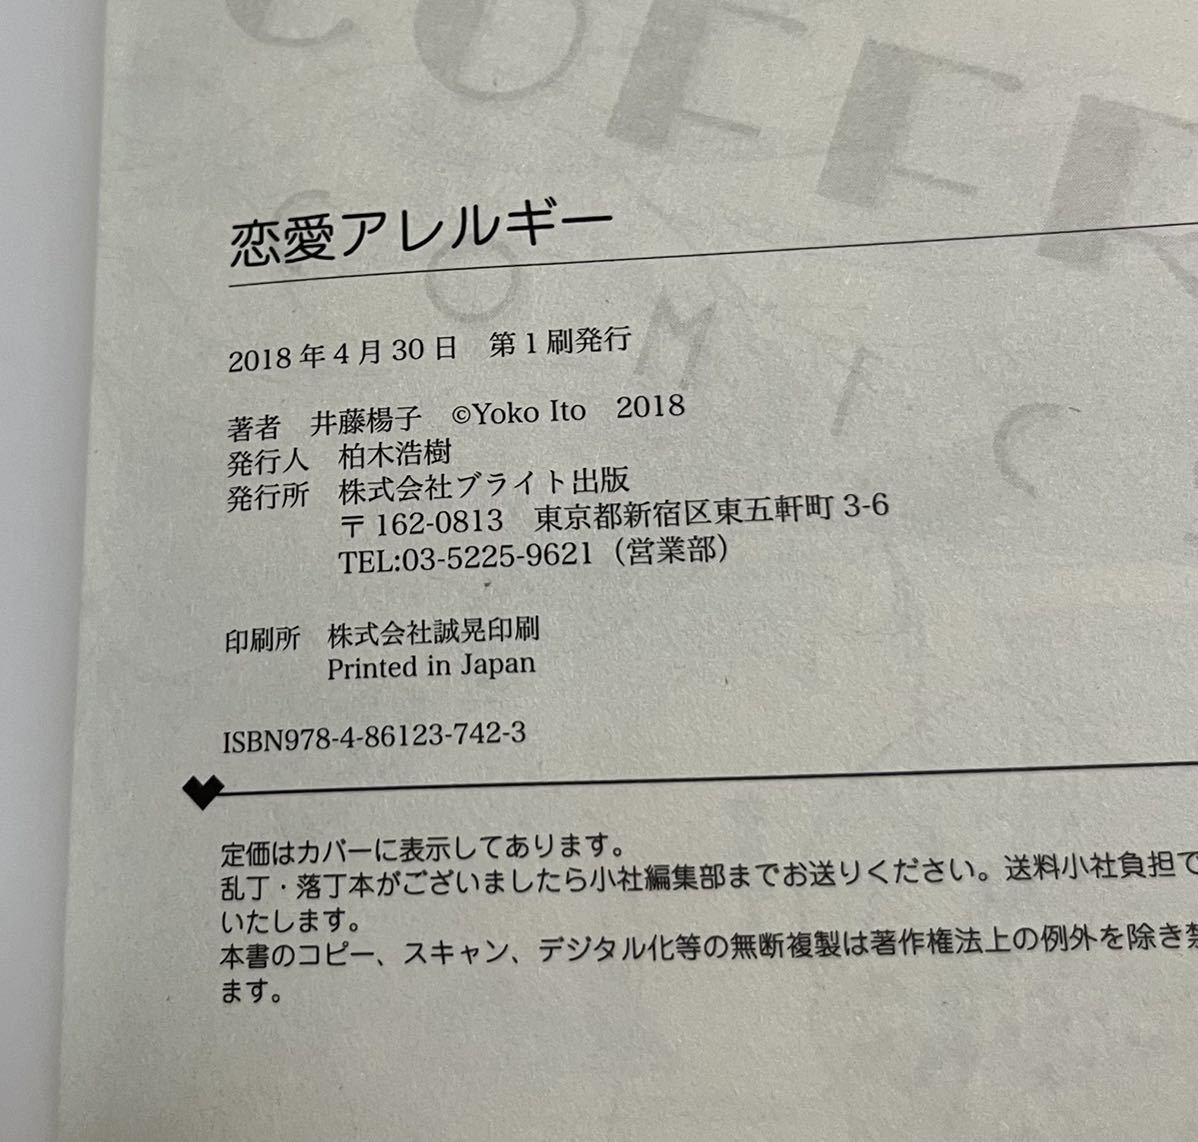 恋愛アレルギー
2018年4月30日　第1刷発行
著者　井藤楊子　©Yoko Ito　2018
発行人　柏木浩樹
発行所　株式会社ブライト出版
〒162-0813　東京都新宿区東五軒町3-6
TEL:03-5225-9621（営業部）
印刷所　株式会社誠晃印刷
Printed in Japan
ISBN978-4-86123-742-3
定価はカバーに表示してあります。
乱丁・落丁本がございましたら小社編集部までお送りください。送料小社負担で
いたします。
本書のコピー、スキャン、デジタル化等の無断複製は著作権法上の例外を除き禁
ます。